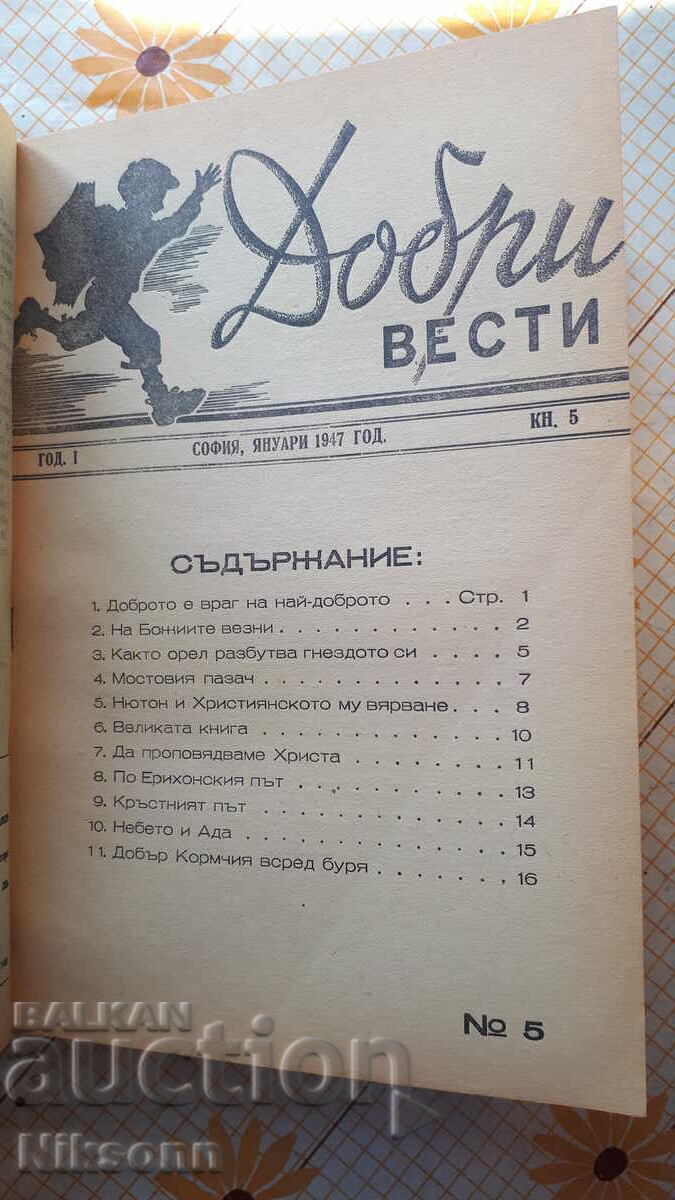 Добри
ВЕСТИ
ГОД. I СОФИЯ, ЯНУАРИ 1947 ГОД. КН. 5
СЪДЪРЖАНИЕ:
1. Доброто е враг на най-доброто . . . Стр. 1
2. На Божиите везни . . . . . . . . . . . . 2
3. Както орел разбутва гнездото си . . . . 5
4. Мостовия пазач . . . . . . . . . . . . . 7
5. Нютон и Християнското му вярване . . . 8
6. Великата книга . . . . . . . . . . . . . 10
7. Да проповядваме Христа . . . . . . . . 11
8. По Ерихонския път . . . . . . . . . . . 13
9. Кръстният път . . . . . . . . . . . . . 14
10. Небето и Ада . . . . . . . . . . . . . 15
11. Добър Кормчия всред буря . . . . . . . 16
№ 5
BALKAN
auction
Niksonn